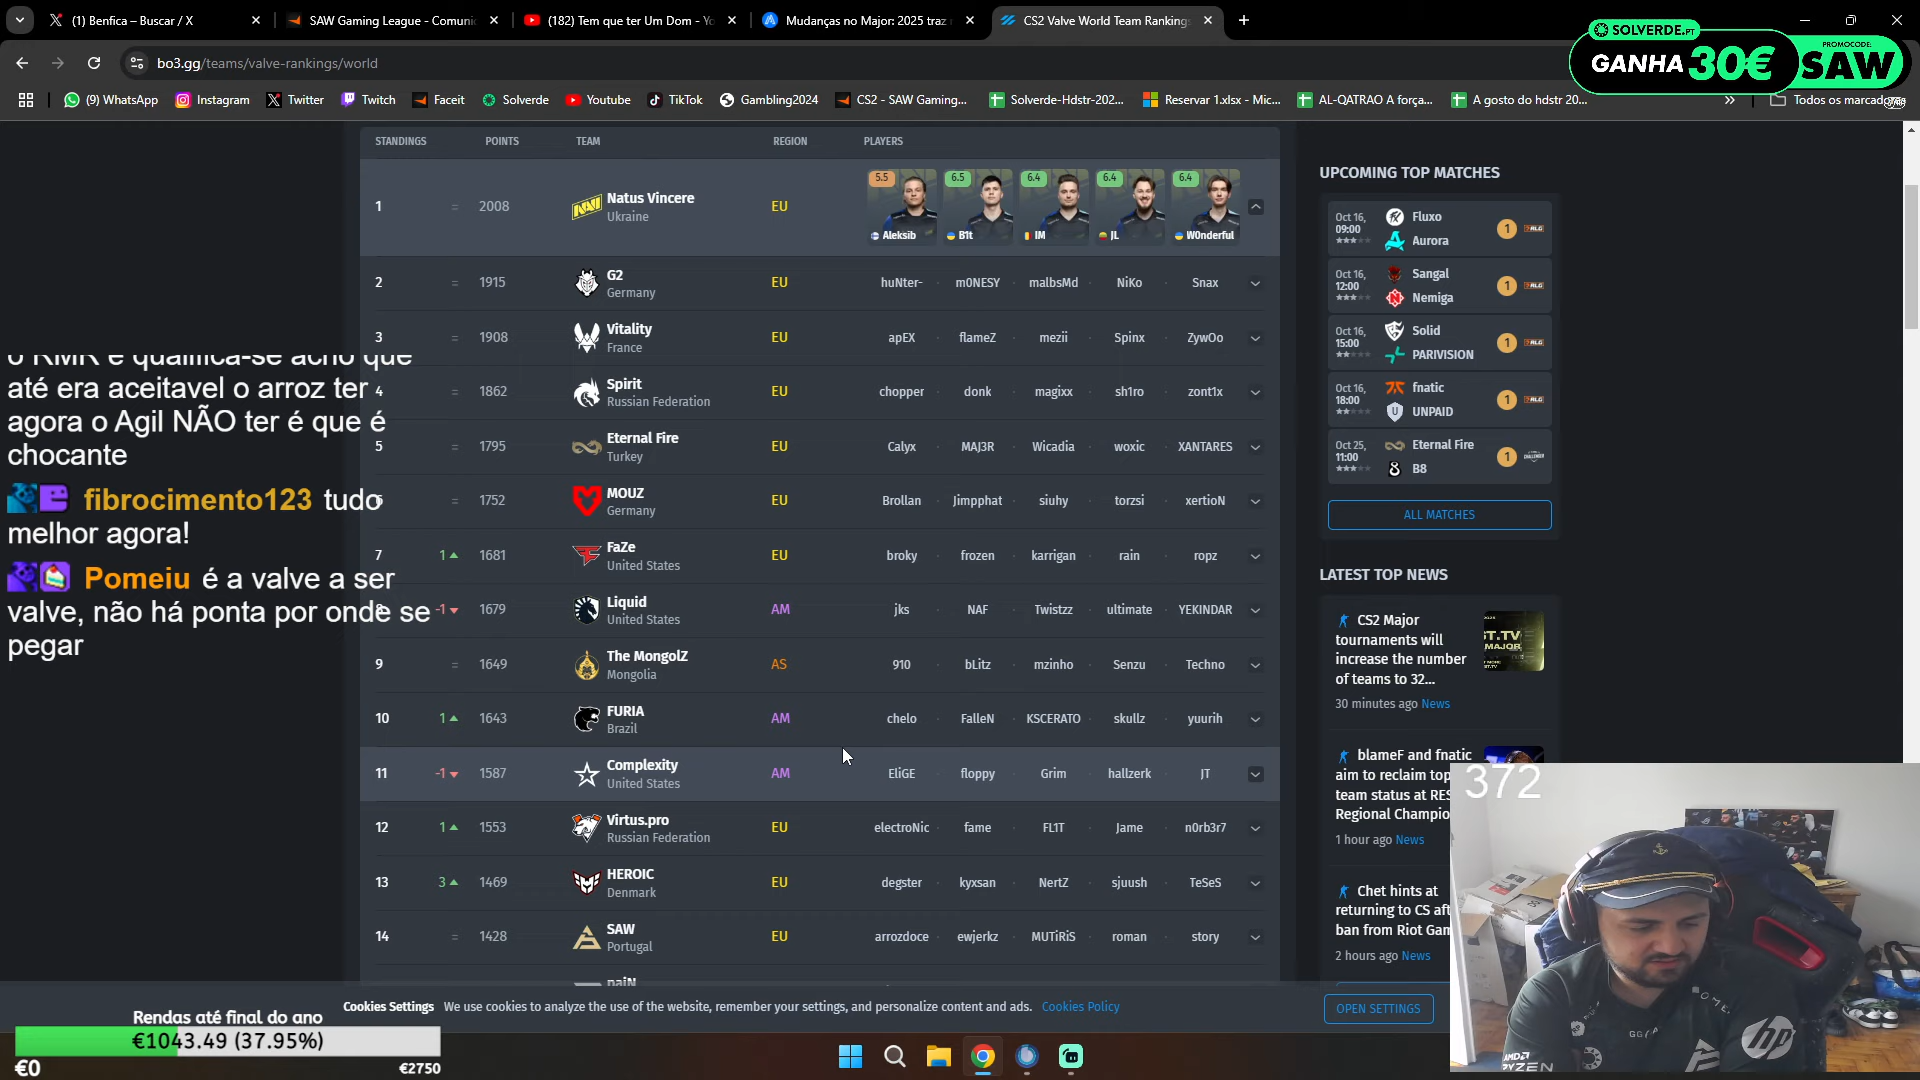 (1) Benfica – Buscar / X
SAW Gaming League - Comunic
(182) Tem que ter Um Dom - Yo
Mudanças no Major: 2025 traz
CS2 Valve World Team Rankings
bo3.gg/teams/valve-rankings/world
SOLVERDE.PT
GANHA 30€
PROMOCODE:
SAW
(9) WhatsApp
Instagram
Twitter
Twitch
Faceit
Solverde
Youtube
TikTok
Gambling2024
CS2 - SAW Gaming...
Solverde-Hdstr-202...
Reservar 1.xlsx - Mic...
AL-QATRAO A força...
A gosto do hdstr 20...
Todos os marcadores
STANDINGS POINTS TEAM REGION PLAYERS
1 = 2008 Natus Vincere EU 5.5 6.5 6.4 6.4 6.4
Ukraine Aleksib B1t IM JL W0nderful
2 = 1915 G2 EU huNter- m0NESY malbsMd NiKo Snax
Germany
3 = 1908 Vitality EU apEX flameZ mezii Spinx ZywOo
France
4 = 1862 Spirit EU chopper donk magixx sh1ro zont1x
Russian Federation
5 = 1795 Eternal Fire EU Calyx MAJ3R Wicadia woxic XANTARES
Turkey
6 = 1752 MOUZ EU Brollan Jimpphat siuhy torzsi xertioN
Germany
7 1 1681 FaZe EU broky frozen karrigan rain ropz
United States
8 -1 1679 Liquid AM jks NAF Twistzz ultimate YEKINDAR
United States
9 = 1649 The MongolZ AS 910 bLitz mzinho Senzu Techno
Mongolia
10 1 1643 FURIA AM chelo FalleN KSCERATO skullz yuurih
Brazil
11 -1 1587 Complexity AM EliGE floppy Grim hallzerk JT
United States
12 1 1553 Virtus.pro EU electroNic fame FL1T Jame n0rb3r7
Russian Federation
13 3 1469 HEROIC EU degster kyxsan NertZ sjuush TeSeS
Denmark
14 = 1428 SAW EU arrozdoce ewjerkz MUTiRiS roman story
Portugal
paiN
o RMR e qualifica-se acho que
até era aceitavel o arroz ter
agora o Agil NÃO ter é que é
chocante
fibrocimento123 tudo
melhor agora!
Pomeiu é a valve a ser
valve, não há ponta por onde se
pegar
UPCOMING TOP MATCHES
Oct 16, 09:00 Fluxo Aurora 1 RLG
Oct 16, 12:00 Sangal Nemiga 1 RLG
Oct 16, 15:00 Solid PARIVISION 1 RLG
Oct 16, 18:00 fnatic UNPAID 1 RLG
Oct 25, 11:00 Eternal Fire B8 1
ALL MATCHES
LATEST TOP NEWS
CS2 Major
tournaments will
increase the number
of teams to 32...
30 minutes ago News
ST.TV
MAJOR
blameF and fnatic
aim to reclaim top
team status at RES
Regional Champio
1 hour ago News
Chet hints at
returning to CS aft
ban from Riot Gam
2 hours ago News
372
hp
AMD
RYZEN
Cookies Settings We use cookies to analyze the use of the website, remember your settings, and personalize content and ads. Cookies Policy
OPEN SETTINGS
Rendas até final do ano
€1043.49 (37.95%)
€0 €2750